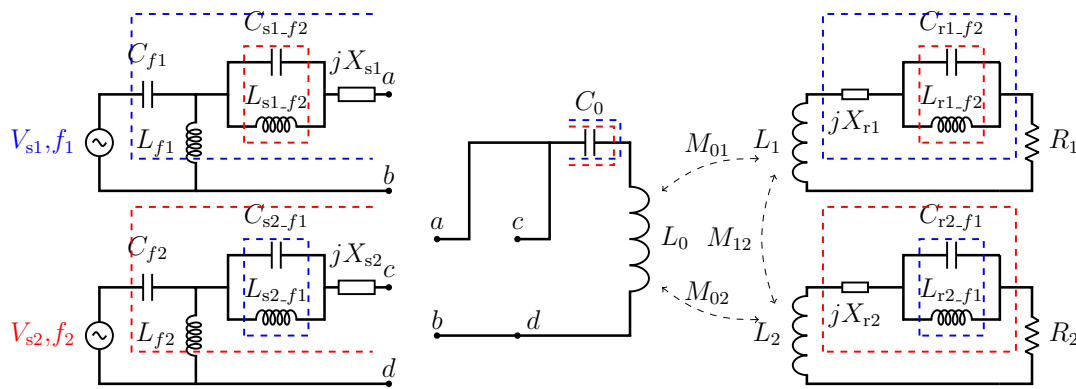 C_{s1_f2}
C_{f1}
jX_{s1}
a
L_{s1_f2}
V_{s1}, f_1
L_{f1}
b
C_{s2_f1}
C_{f2}
jX_{s2}
c
L_{s2_f1}
V_{s2}, f_2
L_{f2}
d
C_0
a
c
L_0
b
d
M_{01}
M_{12}
M_{02}
C_{r1_f2}
L_1
jX_{r1}
L_{r1_f2}
R_1
C_{r2_f1}
L_2
jX_{r2}
L_{r2_f1}
R_2